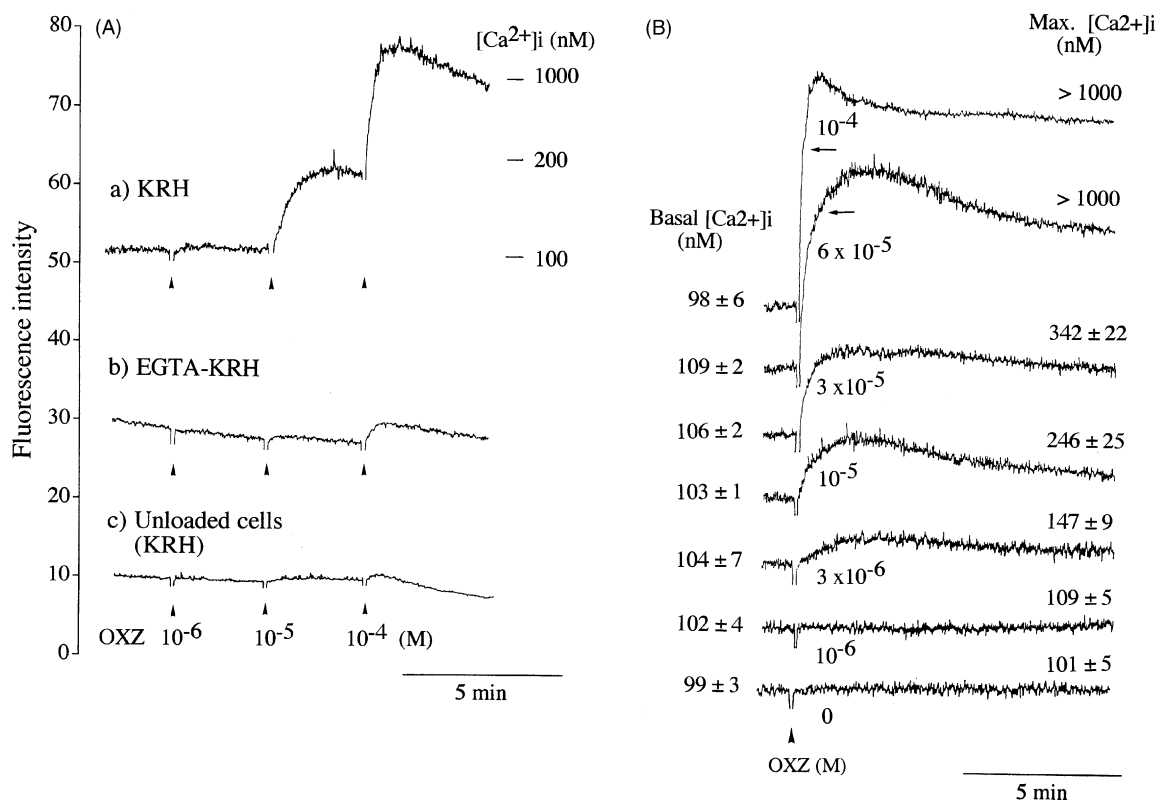 (A)
80
70
60
50
40
30
20
10
0
Fluorescence intensity
[Ca2+]i (nM)
1000
200
100
a) KRH
b) EGTA-KRH
c) Unloaded cells
(KRH)
OXZ 10-6 10-5 10-4 (M)
5 min
(B)
Max. [Ca2+]i
(nM)
> 1000
10-4
> 1000
Basal [Ca2+]i
(nM)
6 x 10-5
98 ± 6
342 ± 22
109 ± 2
3 x10-5
106 ± 2
246 ± 25
10-5
103 ± 1
147 ± 9
104 ± 7
3 x10-6
109 ± 5
102 ± 4
10-6
101 ± 5
99 ± 3
0
OXZ (M)
5 min